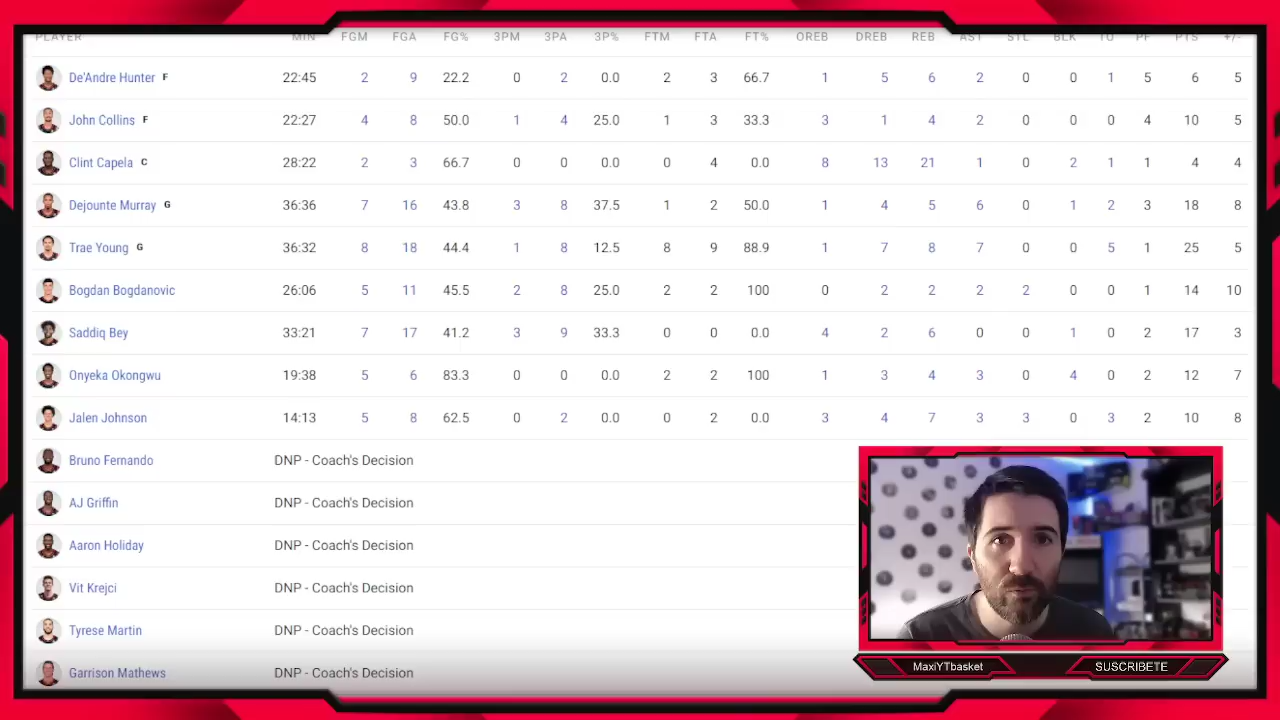 PLAYER MIN FGM FGA FG% 3PM 3PA 3P% FTM FTA FT% OREB DREB REB AST STL BLK TO PF PTS +/-
De'Andre Hunter F 22:45 2 9 22.2 0 2 0.0 2 3 66.7 1 5 6 2 0 0 1 5 6 5
John Collins F 22:27 4 8 50.0 1 4 25.0 1 3 33.3 3 1 4 2 0 0 0 4 10 5
Clint Capela C 28:22 2 3 66.7 0 0 0.0 0 4 0.0 8 13 21 1 0 2 1 1 4 4
Dejounte Murray G 36:36 7 16 43.8 3 8 37.5 1 2 50.0 1 4 5 6 0 1 2 3 18 8
Trae Young G 36:32 8 18 44.4 1 8 12.5 8 9 88.9 1 7 8 7 0 0 5 1 25 5
Bogdan Bogdanovic 26:06 5 11 45.5 2 8 25.0 2 2 100 0 2 2 2 2 0 0 1 14 10
Saddiq Bey 33:21 7 17 41.2 3 9 33.3 0 0 0.0 4 2 6 0 0 1 0 2 17 3
Onyeka Okongwu 19:38 5 6 83.3 0 0 0.0 2 2 100 1 3 4 3 0 4 0 2 12 7
Jalen Johnson 14:13 5 8 62.5 0 2 0.0 0 2 0.0 3 4 7 3 3 0 3 2 10 8
Bruno Fernando DNP - Coach's Decision
AJ Griffin DNP - Coach's Decision
Aaron Holiday DNP - Coach's Decision
Vit Krejci DNP - Coach's Decision
Tyrese Martin DNP - Coach's Decision
Garrison Mathews DNP - Coach's Decision
MaxiYTbasket SUSCRIBETE